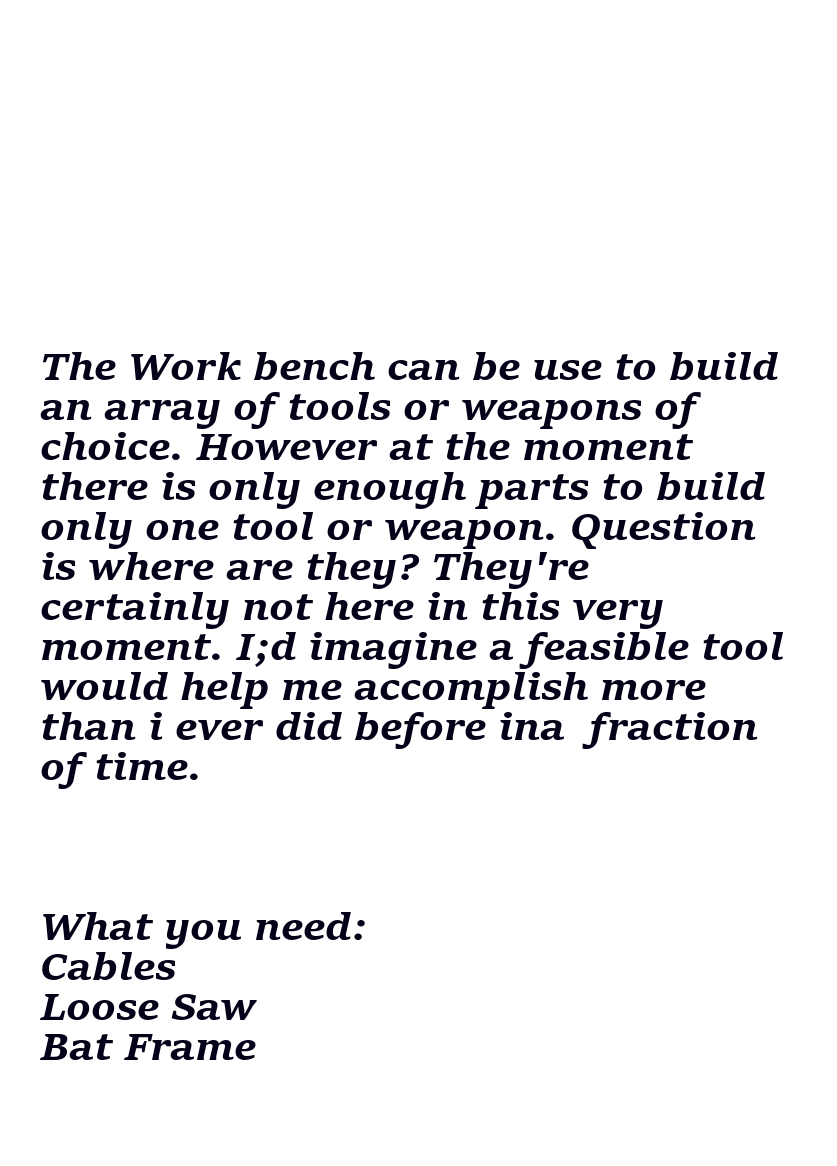 The Work bench can be use to build
an array of tools or weapons of
choice. However at the moment
there is only enough parts to build
only one tool or weapon. Question
is where are they? They're
certainly not here in this very
moment. I;d imagine a feasible tool
would help me accomplish more
than i ever did before ina  fraction
of time.
What you need:
Cables
Loose Saw
Bat Frame